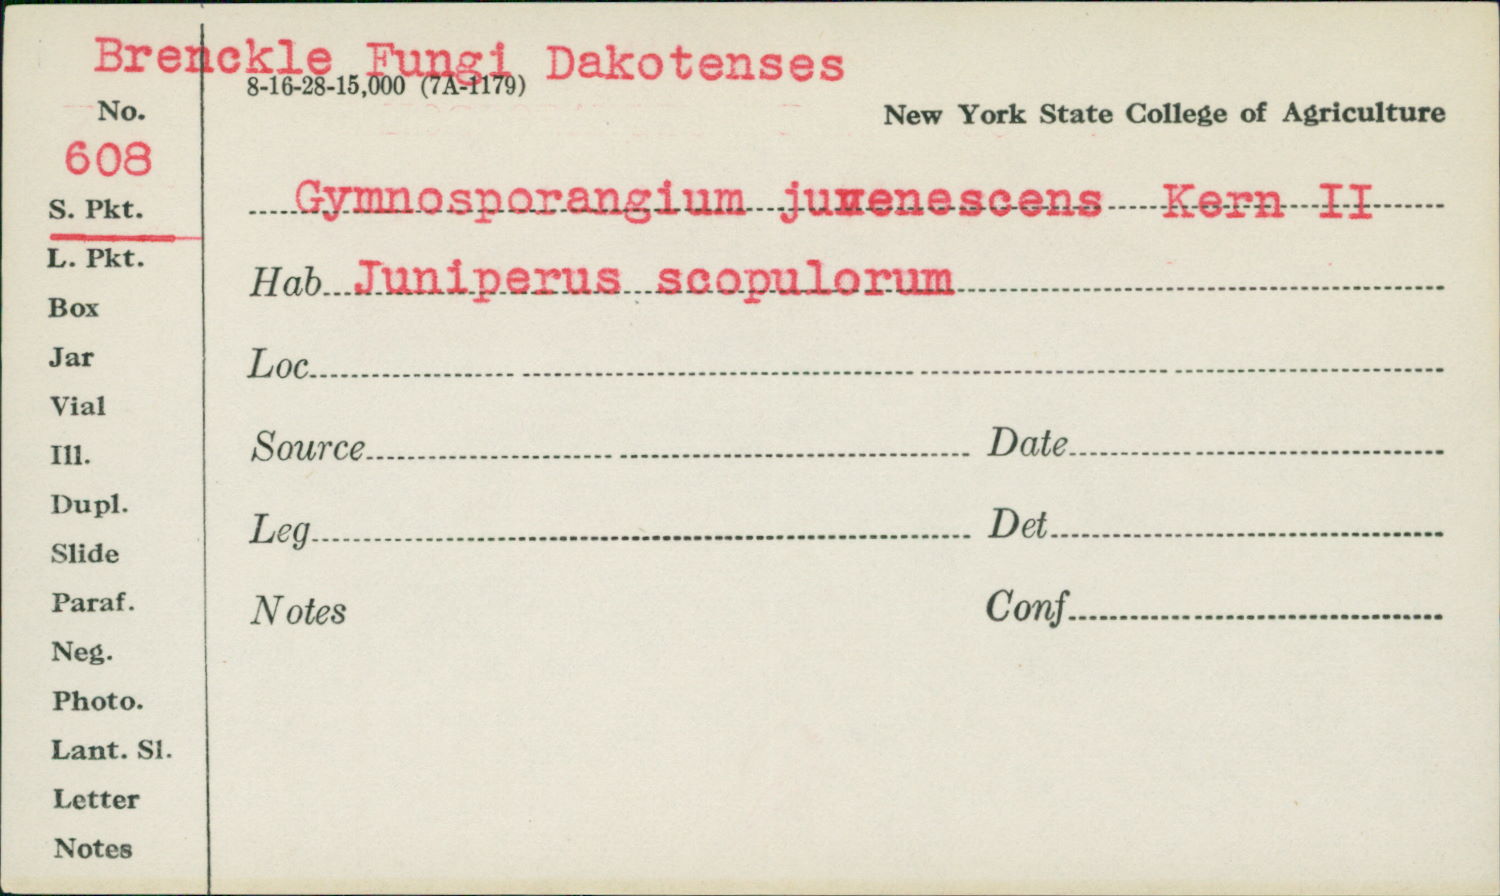 Brenckle Fungi Dakotenses
8-16-28-15,000 (7A-1179)
No.
New York State College of Agriculture
608
S. Pkt.
Gymnosporangium juvenescens Kern II
L. Pkt.
Hab Juniperus scopulorum
Box
Jar
Loc
Vial
Ill.
Source Date
Dupl.
Leg Det
Slide
Paraf.
Notes Conf
Neg.
Photo.
Lant. Sl.
Letter
Notes